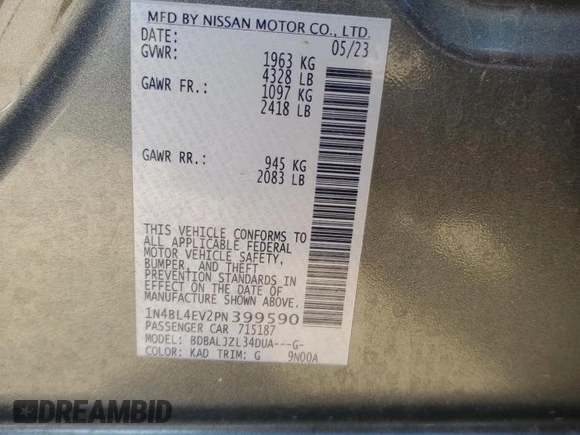 MFD BY NISSAN MOTOR CO., LTD.
DATE: 05/23
GVWR: 1963 KG
4328 LB
GAWR FR.: 1097 KG
2418 LB
GAWR RR.: 945 KG
2083 LB
THIS VEHICLE CONFORMS TO
ALL APPLICABLE FEDERAL
MOTOR VEHICLE SAFETY,
BUMPER, AND THEFT
PREVENTION STANDARDS IN
EFFECT ON THE DATE OF
MANUFACTURE SHOWN ABOVE.
1N4BL4EV2PN399590
PASSENGER CAR 715187
MODEL: BDBALJZL34DUA---G-
COLOR: KAD TRIM: G 9N00A
DREAMBID